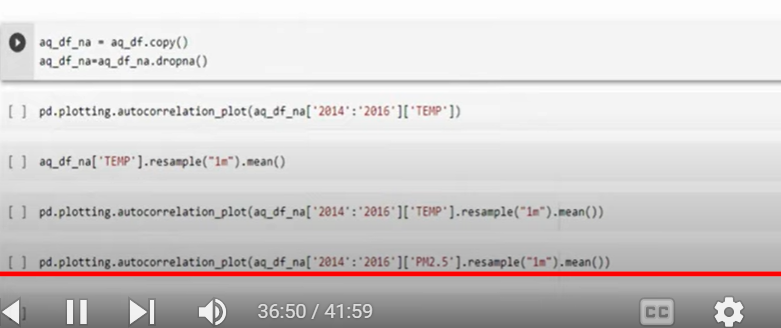 aq_df_na = aq_df.copy()
aq_df_na=aq_df_na.dropna()
[ ] pd.plotting.autocorrelation_plot(aq_df_na['2014':'2016']['TEMP'])
[ ] aq_df_na['TEMP'].resample("1m").mean()
[ ] pd.plotting.autocorrelation_plot(aq_df_na['2014':'2016']['TEMP'].resample("1m").mean())
[ ] pd.plotting.autocorrelation_plot(aq_df_na['2014':'2016']['PM2.5'].resample("1m").mean())
]
36:50 / 41:59 CC